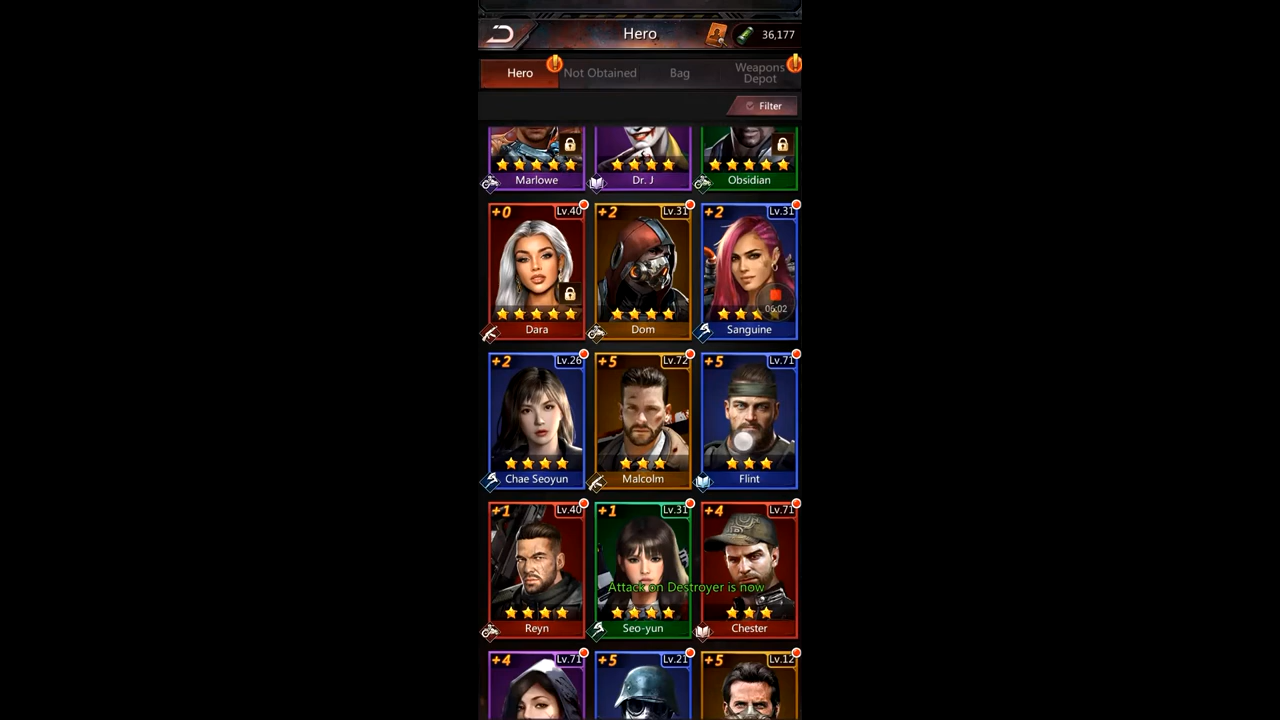 Hero
36,177
Hero
Not Obtained
Bag
Weapons
Depot
Filter
Marlowe
Dr. J
Obsidian
+0
Lv.40
+2
Lv.31
+2
Lv.31
06:02
Dara
Dom
Sanguine
+2
Lv.26
+5
Lv.72
+5
Lv.71
Chae Seoyun
Malcolm
Flint
+1
Lv.40
+1
Lv.31
+4
Lv.71
Attack on Destroyer is now
Reyn
Seo-yun
Chester
+4
Lv.71
+5
Lv.21
+5
Lv.12